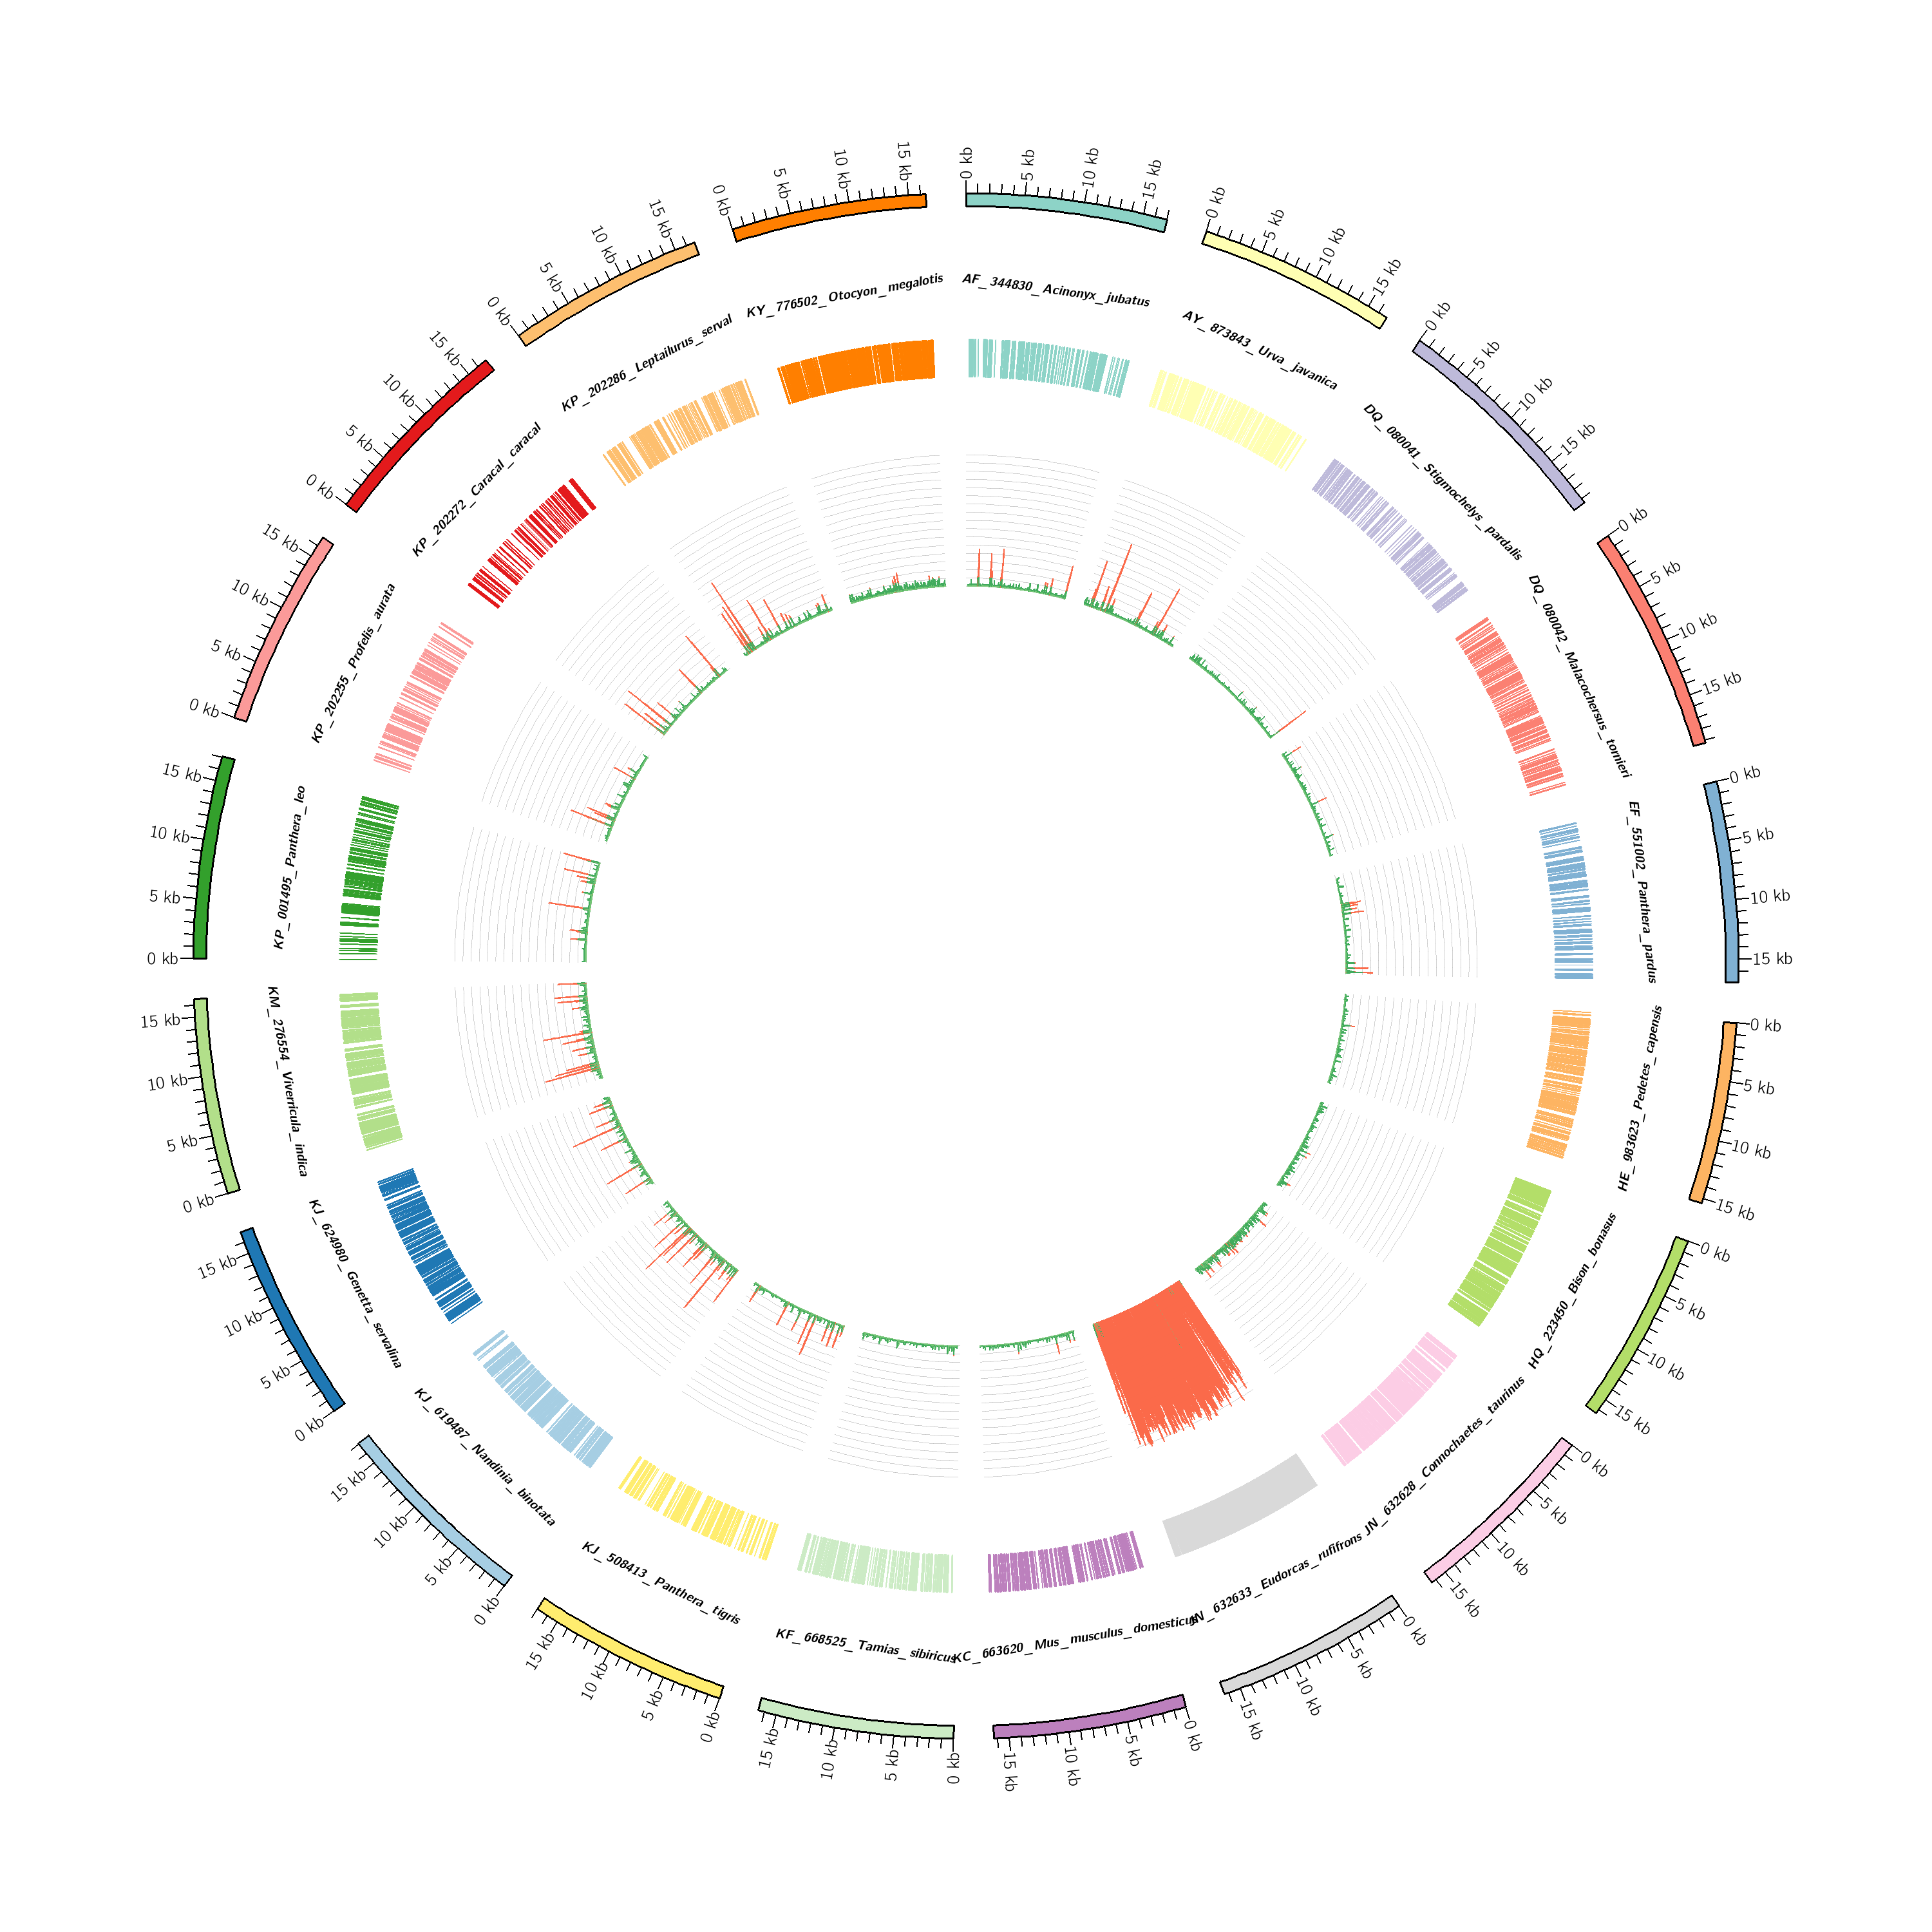 0 kb
5 kb
10 kb
15 kb
AF_344830_Acinonyx_jubatus
0 kb
5 kb
10 kb
15 kb
AY_873843_Urva_javanica
0 kb
5 kb
10 kb
15 kb
DQ_080041_Stigmochelys_pardalis
0 kb
5 kb
10 kb
15 kb
DQ_080042_Malacochersus_tornieri
0 kb
5 kb
10 kb
15 kb
EF_551002_Panthera_pardus
0 kb
5 kb
10 kb
15 kb
HE_983623_Pedetes_capensis
0 kb
5 kb
10 kb
15 kb
HQ_223450_Bison_bonasus
0 kb
5 kb
10 kb
15 kb
JN_632628_Connochaetes_taurinus
0 kb
5 kb
10 kb
15 kb
JN_632633_Eudorcas_rufifrons
0 kb
5 kb
10 kb
15 kb
KC_663620_Mus_musculus_domesticus
0 kb
5 kb
10 kb
15 kb
KF_668525_Tamias_sibiricus
0 kb
5 kb
10 kb
15 kb
KJ_508413_Panthera_tigris
0 kb
5 kb
10 kb
15 kb
KJ_619487_Nandinia_binotata
0 kb
5 kb
10 kb
15 kb
KJ_624980_Genetta_servalina
0 kb
5 kb
10 kb
15 kb
KM_276554_Viverricula_indica
0 kb
5 kb
10 kb
15 kb
KP_001495_Panthera_leo
0 kb
5 kb
10 kb
15 kb
KP_202255_Profelis_aurata
0 kb
5 kb
10 kb
15 kb
KP_202272_Caracal_caracal
0 kb
5 kb
10 kb
15 kb
KP_202286_Leptailurus_serval
0 kb
5 kb
10 kb
15 kb
KY_776502_Otocyon_megalotis